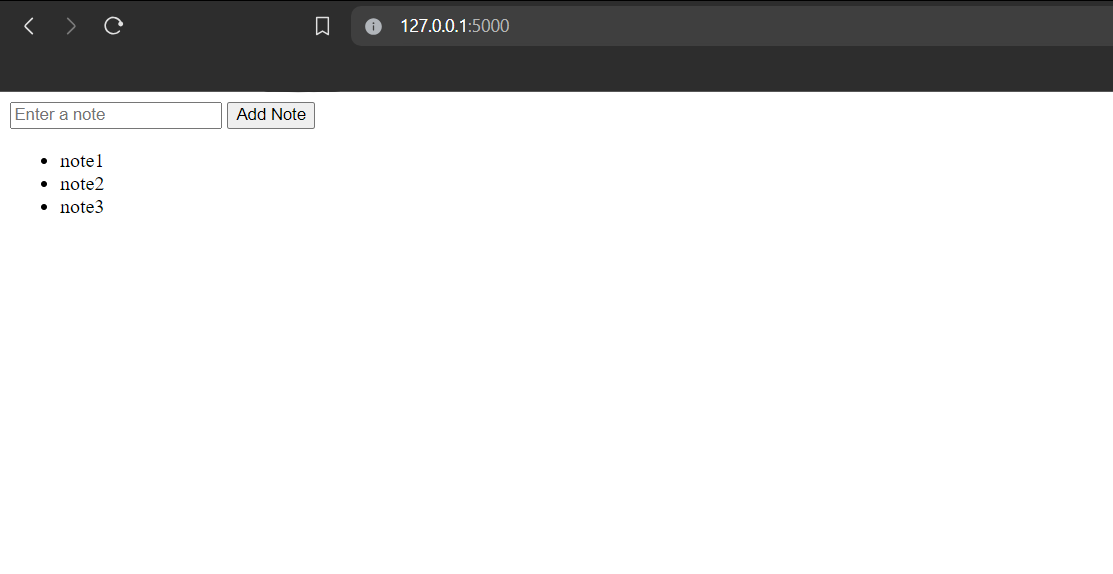 127.0.0.1:5000
Enter a note Add Note
note1
note2
note3